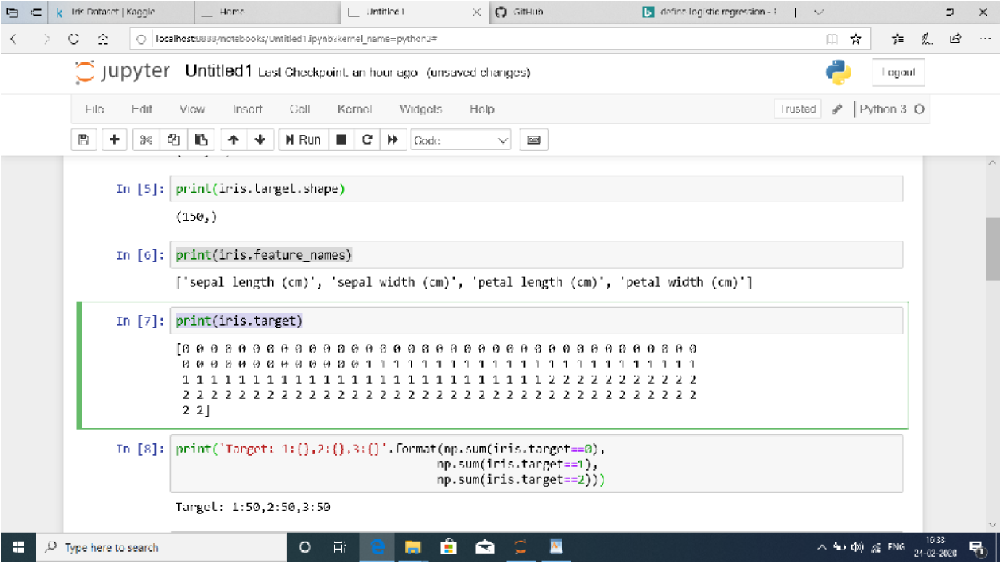 Iris Dataset | Kaggle
Home
Untitled1
GitHub
define logistic regression -
localhost:8888/notebooks/Untitled1.ipynb?kernel_name=python3#
jupyter Untitled1 Last Checkpoint: an hour ago (unsaved changes)
Logout
File Edit View Insert Cell Kernel Widgets Help
Trusted
Python 3
Run
Code
In [5]: print(iris.target.shape)
(150,)
In [6]: print(iris.feature_names)
['sepal length (cm)', 'sepal width (cm)', 'petal length (cm)', 'petal width (cm)']
In [7]: print(iris.target)
[0 0 0 0 0 0 0 0 0 0 0 0 0 0 0 0 0 0 0 0 0 0 0 0 0 0 0 0 0 0 0 0 0 0 0 0 0
0 0 0 0 0 0 0 0 0 0 0 0 0 1 1 1 1 1 1 1 1 1 1 1 1 1 1 1 1 1 1 1 1 1 1 1 1
1 1 1 1 1 1 1 1 1 1 1 1 1 1 1 1 1 1 1 1 1 1 1 1 1 1 2 2 2 2 2 2 2 2 2 2 2
2 2 2 2 2 2 2 2 2 2 2 2 2 2 2 2 2 2 2 2 2 2 2 2 2 2 2 2 2 2 2 2 2 2 2 2 2
2 2]
In [8]: print('Target: 1:{},2:{},3:{}'.format(np.sum(iris.target==0),
np.sum(iris.target==1),
np.sum(iris.target==2)))
Target: 1:50,2:50,3:50
Type here to search
ENG
16:33
24-02-2020
1